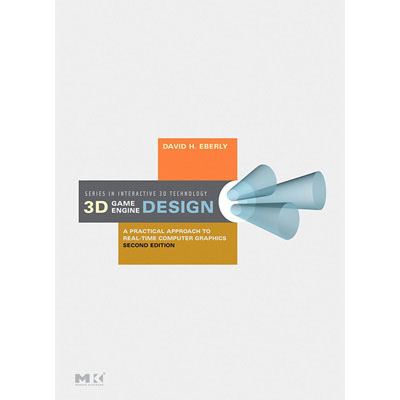 DAVID H. EBERLY
SERIES IN INTERACTIVE 3D TECHNOLOGY
3D GAME ENGINE DESIGN
A PRACTICAL APPROACH TO
REAL-TIME COMPUTER GRAPHICS
SECOND EDITION
MK